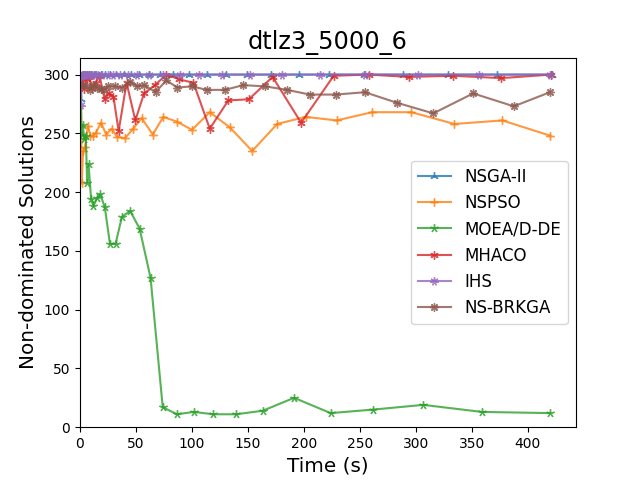 dtlz3_5000_6
Non-dominated Solutions
300
250
200
150
100
50
0
NSGA-II
NSPSO
MOEA/D-DE
MHACO
IHS
NS-BRKGA
0 50 100 150 200 250 300 350 400
Time (s)